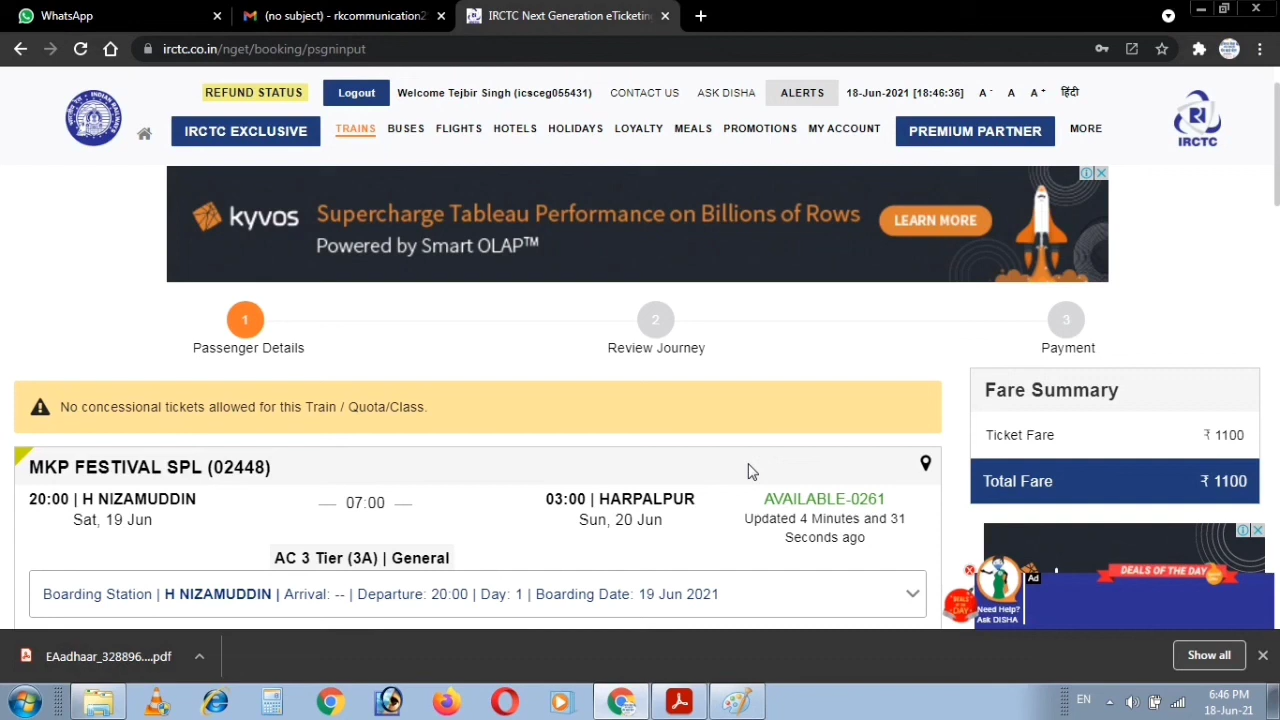 WhatsApp
(no subject) - rkcommunication2
IRCTC Next Generation eTicketing
irctc.co.in/nget/booking/psgninput
REFUND STATUS
Logout
Welcome Tejbir Singh (icsceg055431)
CONTACT US
ASK DISHA
ALERTS
18-Jun-2021 [18:46:36]
A -
A
A +
हिंदी
IRCTC EXCLUSIVE
TRAINS
BUSES
FLIGHTS
HOTELS
HOLIDAYS
LOYALTY
MEALS
PROMOTIONS
MY ACCOUNT
PREMIUM PARTNER
MORE
IRCTC
kyvos
Supercharge Tableau Performance on Billions of Rows
Powered by Smart OLAP™
LEARN MORE
1
2
3
Passenger Details
Review Journey
Payment
No concessional tickets allowed for this Train / Quota/Class.
Fare Summary
Ticket Fare
₹ 1100
Total Fare
₹ 1100
MKP FESTIVAL SPL (02448)
20:00 | H NIZAMUDDIN
Sat, 19 Jun
— 07:00 —
03:00 | HARPALPUR
Sun, 20 Jun
AVAILABLE-0261
Updated 4 Minutes and 31
Seconds ago
AC 3 Tier (3A) | General
Boarding Station | H NIZAMUDDIN | Arrival: -- | Departure: 20:00 | Day: 1 | Boarding Date: 19 Jun 2021
Ad
DEALS OF THE DAY
DEALS OF THE DAY
Need Help?
Ask DISHA
EAadhaar_328896....pdf
Show all
EN
6:46 PM
18-Jun-21